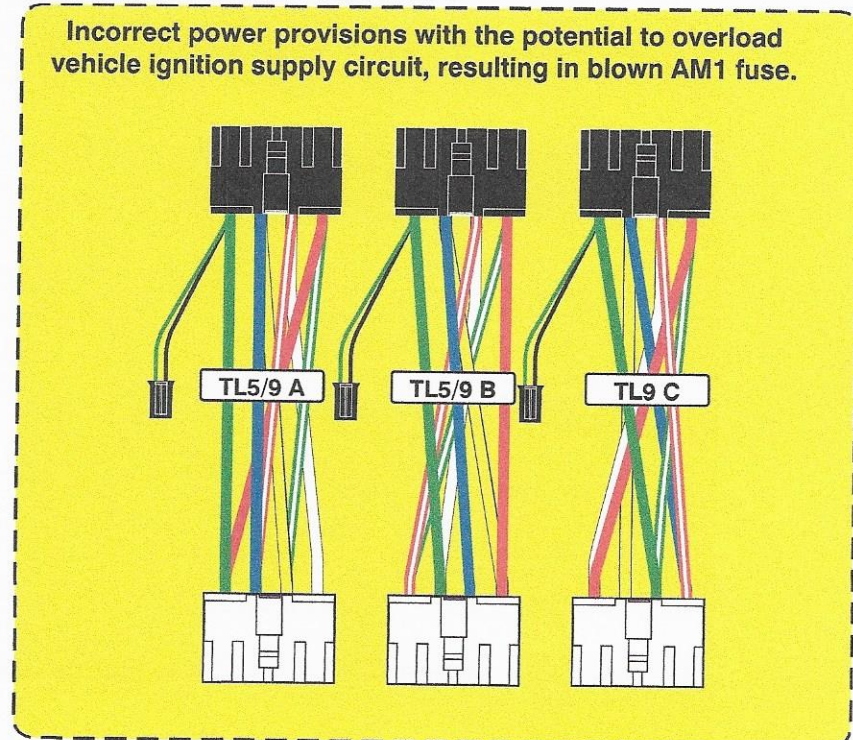 Incorrect power provisions with the potential to overload
vehicle ignition supply circuit, resulting in blown AM1 fuse.
TL5/9 A
TL5/9 B
TL9 C